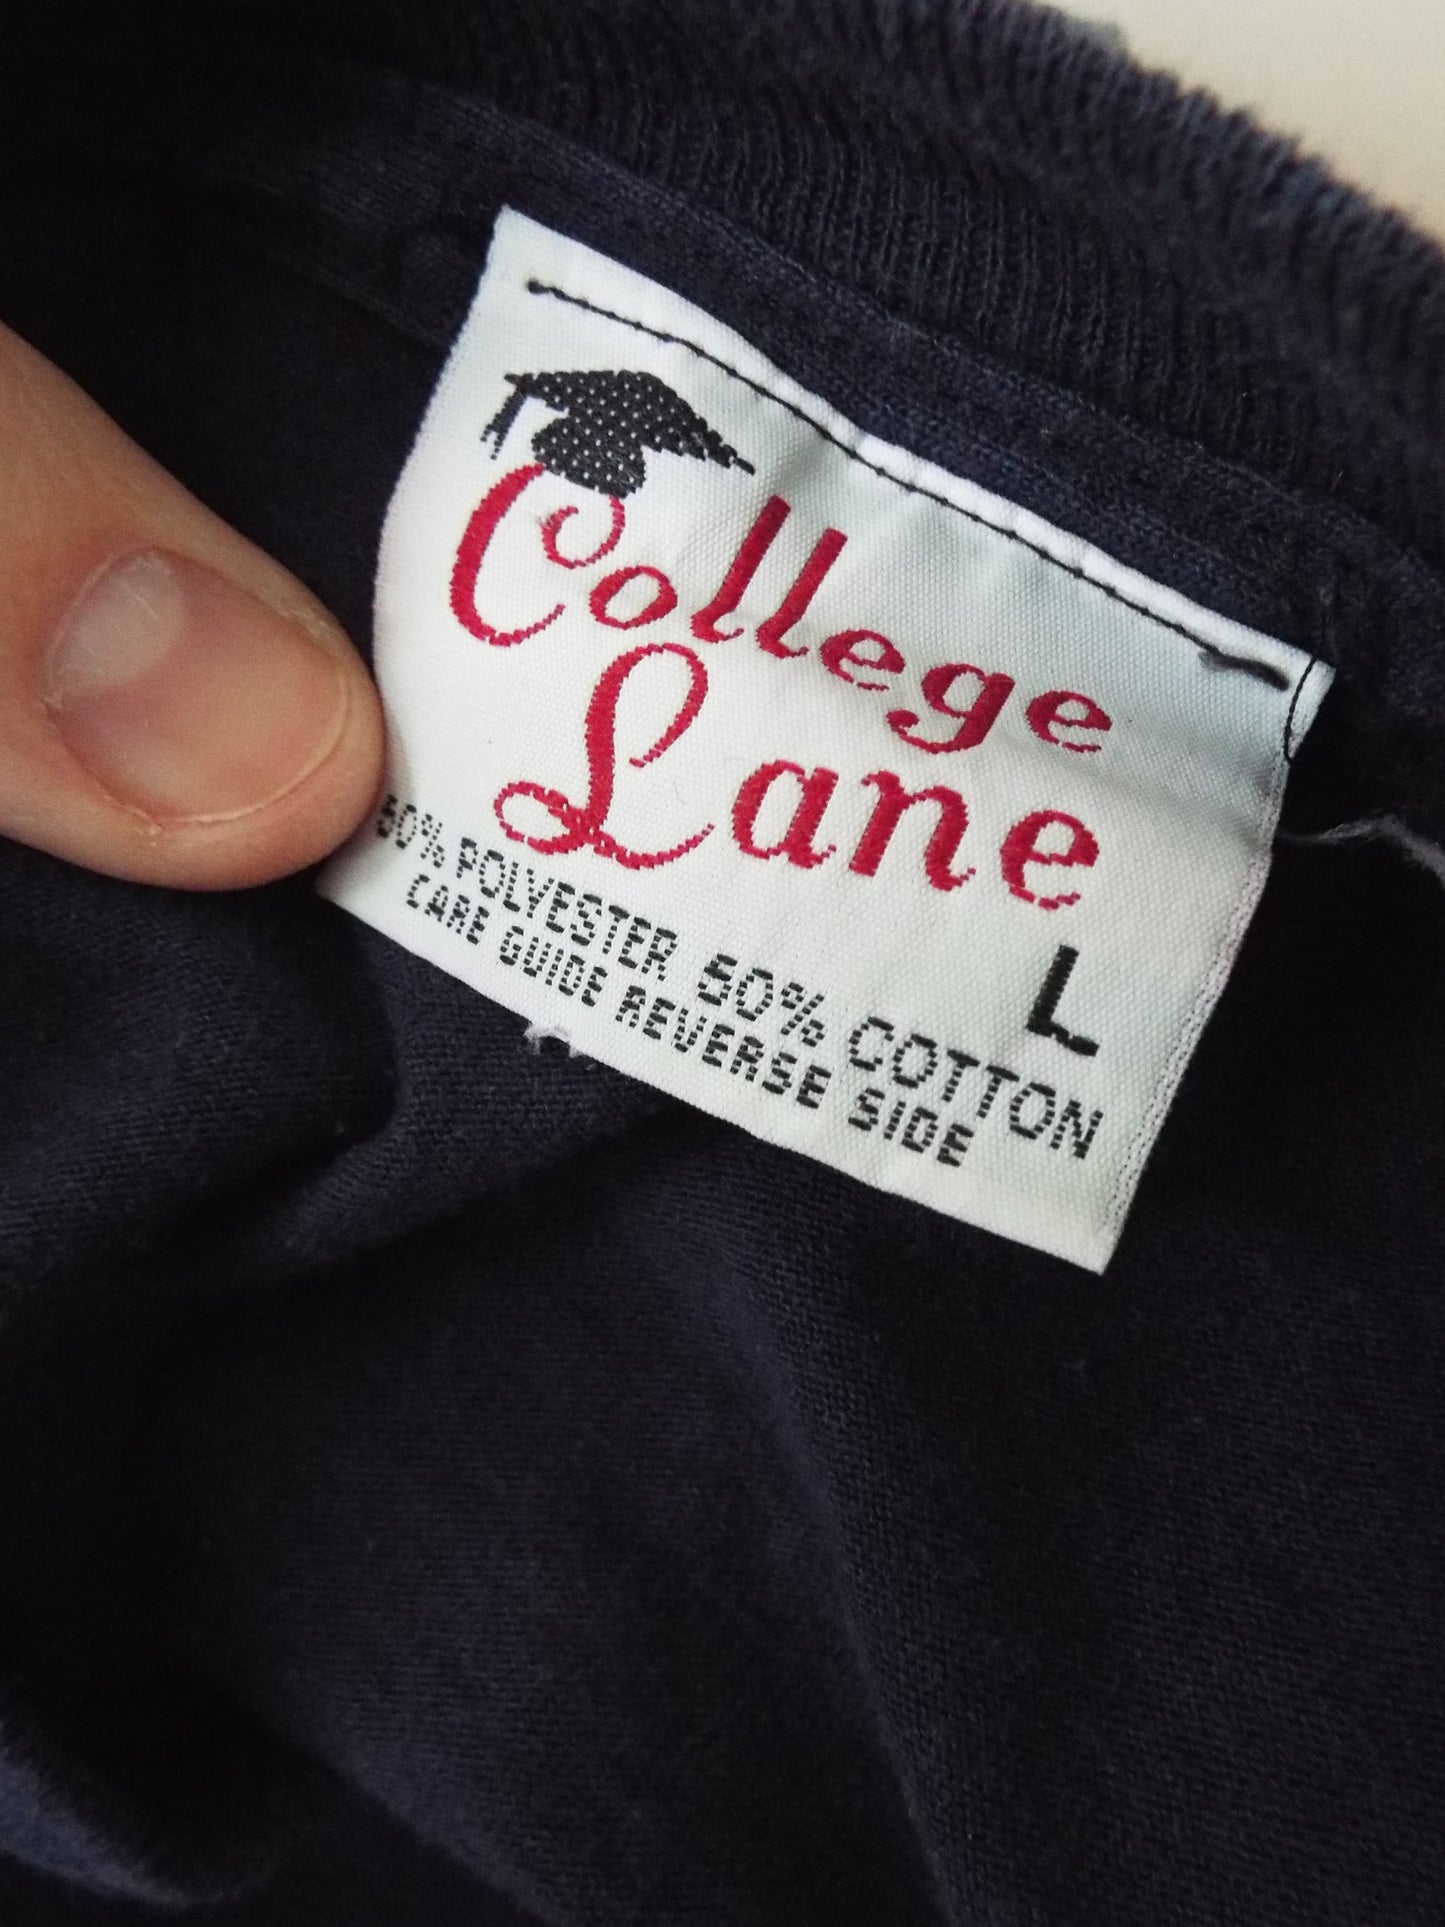 College
Lane
L
50% POLYESTER 50% COTTON
CARE GUIDE REVERSE SIDE